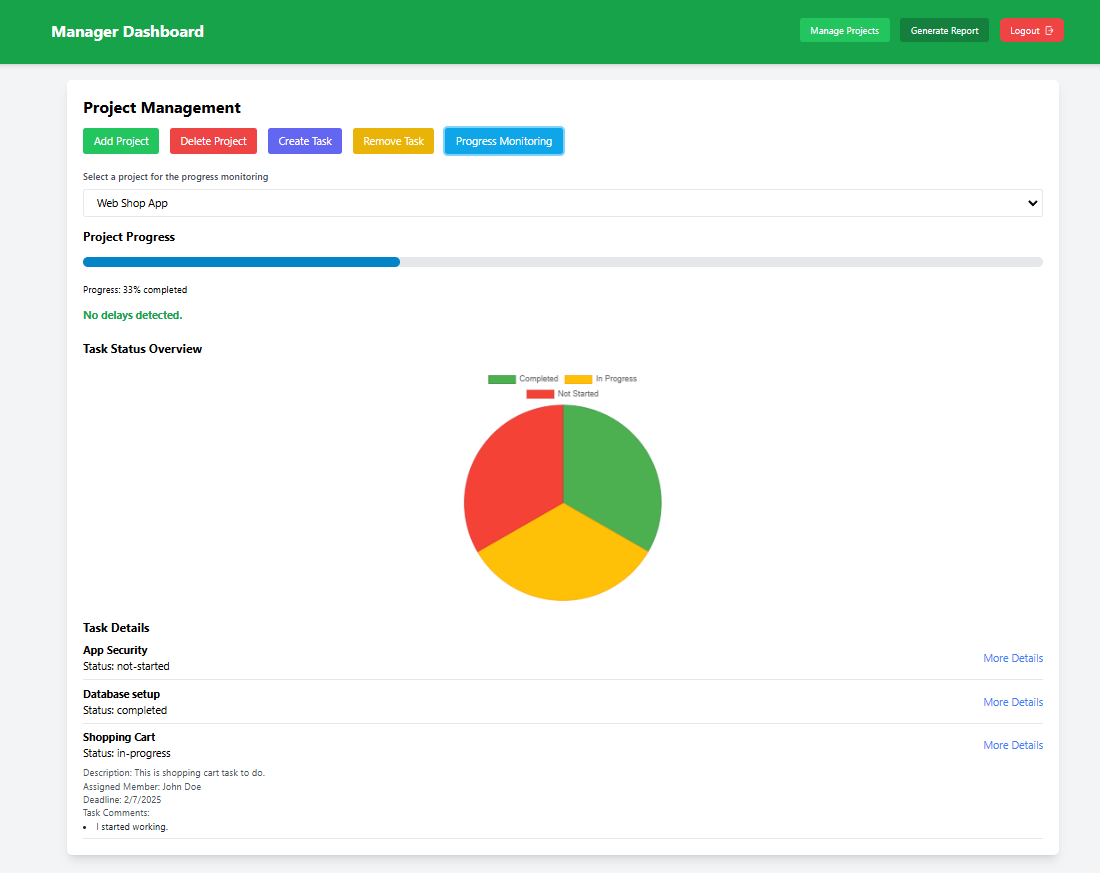 Manager Dashboard
Manage Projects
Generate Report
Logout
Project Management
Add Project
Delete Project
Create Task
Remove Task
Progress Monitoring
Select a project for the progress monitoring
Web Shop App
Project Progress
Progress: 33% completed
No delays detected.
Task Status Overview
Completed
In Progress
Not Started
Task Details
App Security
Status: not-started
More Details
Database setup
Status: completed
More Details
Shopping Cart
Status: in-progress
More Details
Description: This is shopping cart task to do.
Assigned Member: John Doe
Deadline: 2/7/2025
Task Comments:
• I started working.